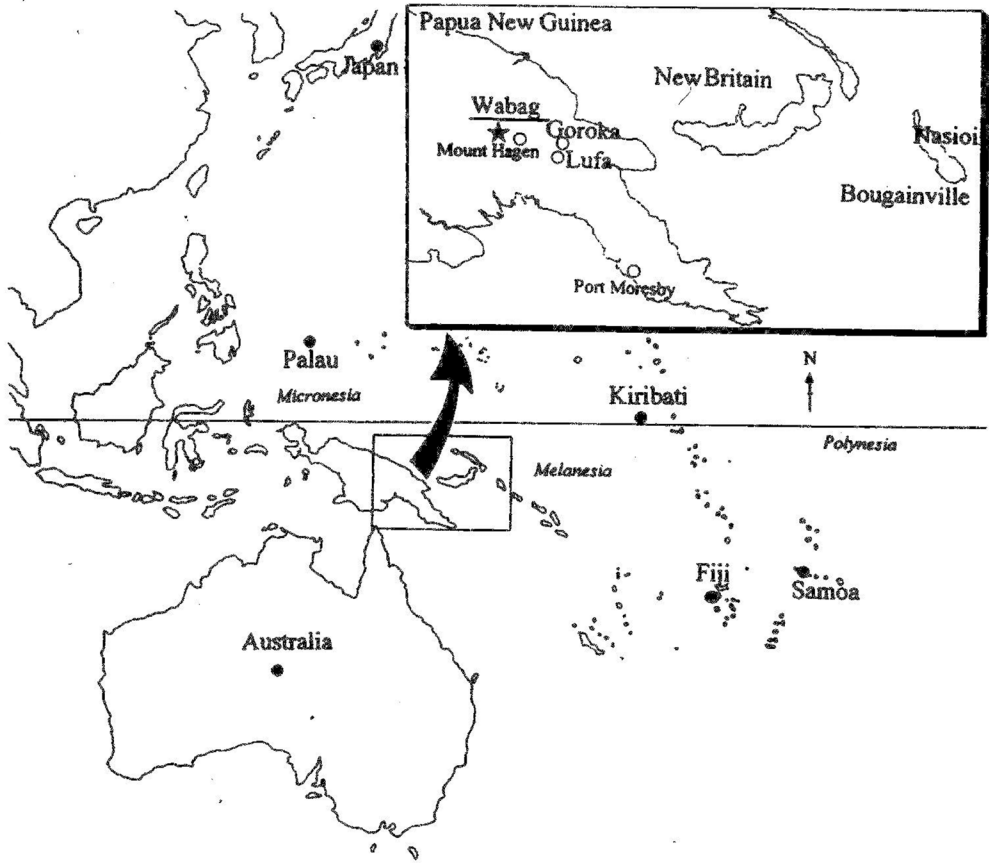 Papua New Guinea
Japan
New Britain
Wabag
Goroka
Nasioi
Mount Hagen
Lufa
Bougainville
Port Moresby
Palau
N
Micronesia
Kiribati
Polynesia
Melanesia
Fiji
Samoa
Australia